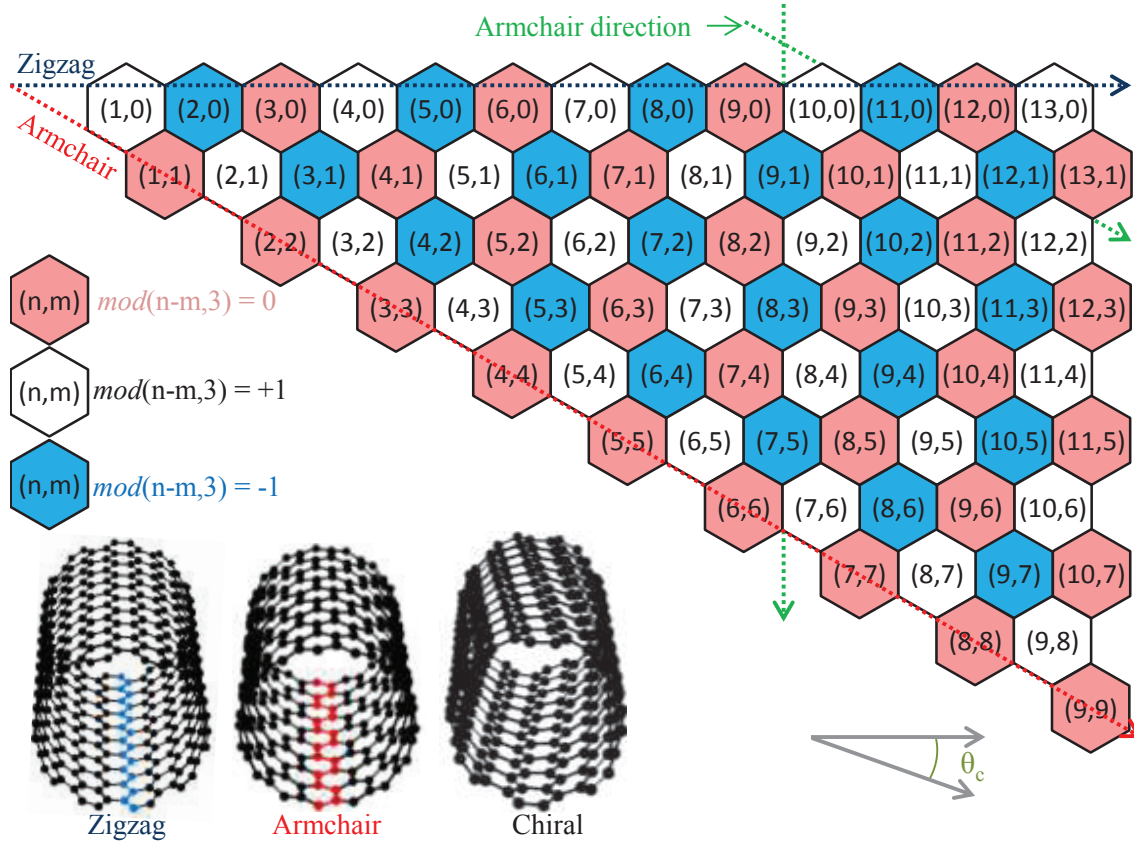 Armchair direction
Zigzag
(1,0) (2,0) (3,0) (4,0) (5,0) (6,0) (7,0) (8,0) (9,0) (10,0) (11,0) (12,0) (13,0)
Armchair
(1,1) (2,1) (3,1) (4,1) (5,1) (6,1) (7,1) (8,1) (9,1) (10,1) (11,1) (12,1) (13,1)
(2,2) (3,2) (4,2) (5,2) (6,2) (7,2) (8,2) (9,2) (10,2) (11,2) (12,2)
(3,3) (4,3) (5,3) (6,3) (7,3) (8,3) (9,3) (10,3) (11,3) (12,3)
(4,4) (5,4) (6,4) (7,4) (8,4) (9,4) (10,4) (11,4)
(5,5) (6,5) (7,5) (8,5) (9,5) (10,5) (11,5)
(6,6) (7,6) (8,6) (9,6) (10,6)
(7,7) (8,7) (9,7) (10,7)
(8,8) (9,8)
(9,9)
(n,m) mod(n-m,3) = 0
(n,m) mod(n-m,3) = +1
(n,m) mod(n-m,3) = -1
θc
Zigzag
Armchair
Chiral